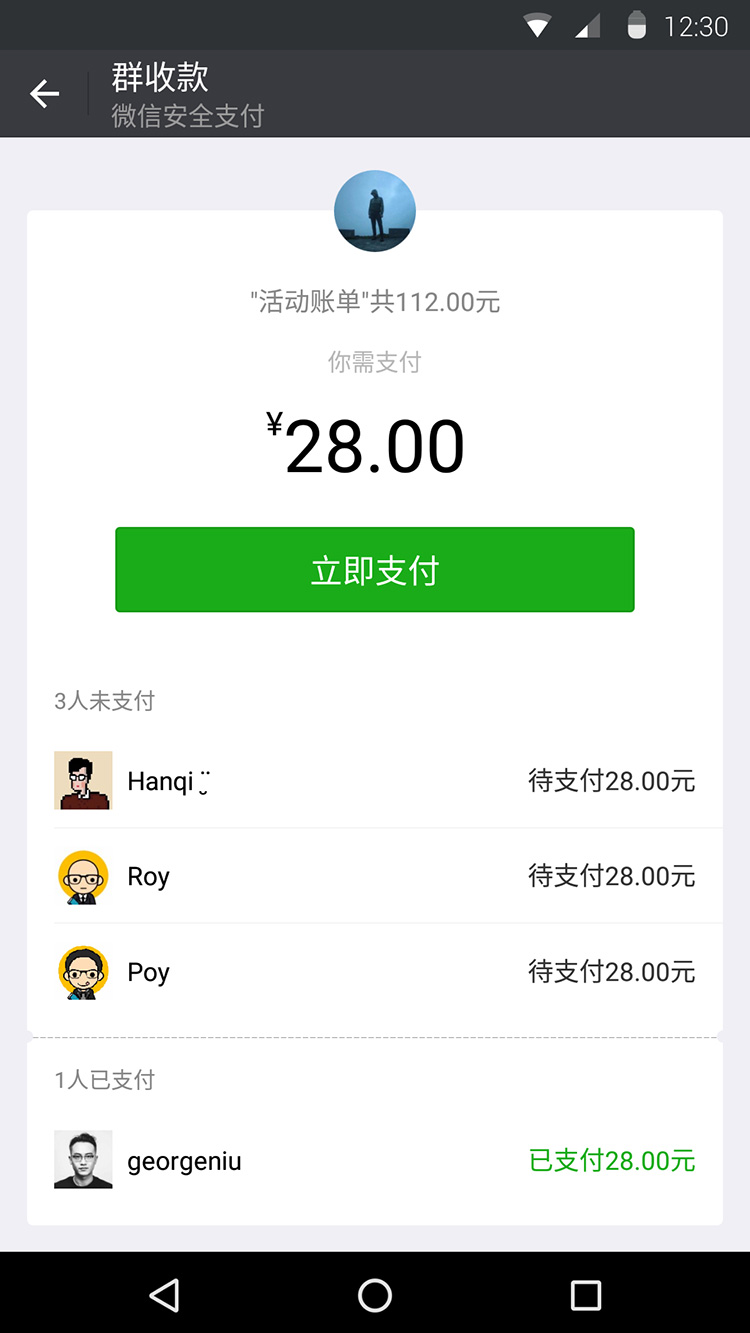 12:30
群收款
微信安全支付
"活动账单"共112.00元
你需支付
¥28.00
立即支付
3人未支付
Hanqi
待支付28.00元
Roy
待支付28.00元
Poy
待支付28.00元
1人已支付
georgeniu
已支付28.00元